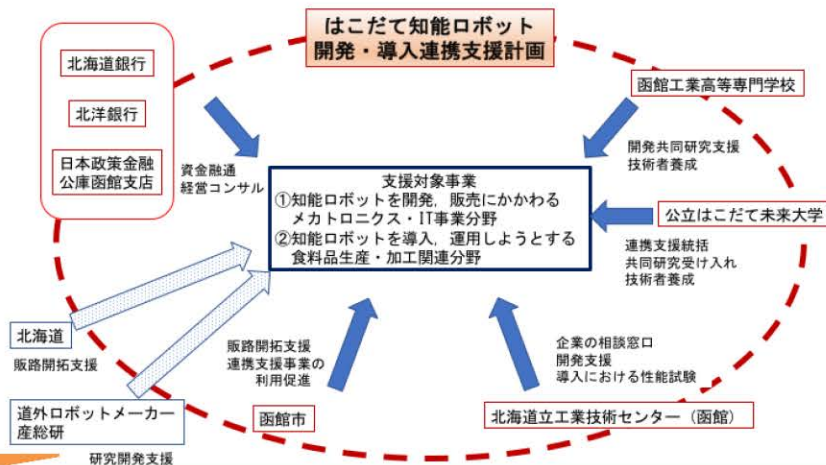 はこだて知能ロボット
開発・導入連携支援計画
北海道銀行
北洋銀行
日本政策金融
公庫函館支店
資金融通
経営コンサル
函館工業高等専門学校
開発共同研究支援
技術者養成
支援対象事業
①知能ロボットを開発，販売にかかわる
メカトロニクス・IT事業分野
②知能ロボットを導入，運用しようとする
食料品生産・加工関連分野
公立はこだて未来大学
連携支援統括
共同研究受け入れ
技術者養成
北海道
販路開拓支援
道外ロボットメーカー
産総研
研究開発支援
販路開拓支援
連携支援事業の
利用促進
函館市
企業の相談窓口
開発支援
導入における性能試験
北海道立工業技術センター（函館）